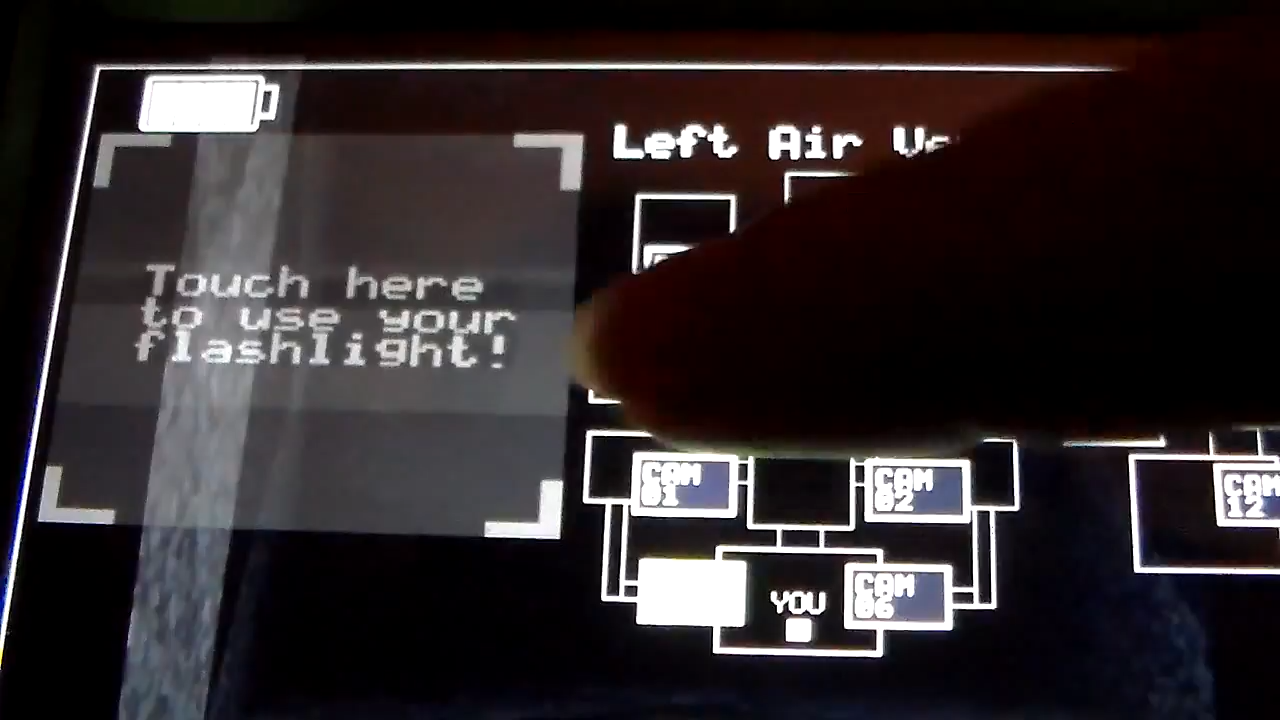 Left Air
Touch here
to use your
flashlight!
CAM
01
CAM
02
CAM
12
YOU
CAM
06